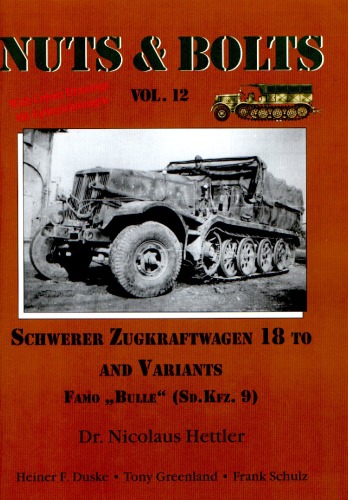 NUTS & BOLTS
VOL. 12
SCHWERER ZUGKRAFTWAGEN 18 TO
AND VARIANTS
FAMO „BULLE“ (SD.KFZ. 9)
Dr. Nicolaus Hettler
Heiner F. Duske • Tony Greenland • Frank Schulz